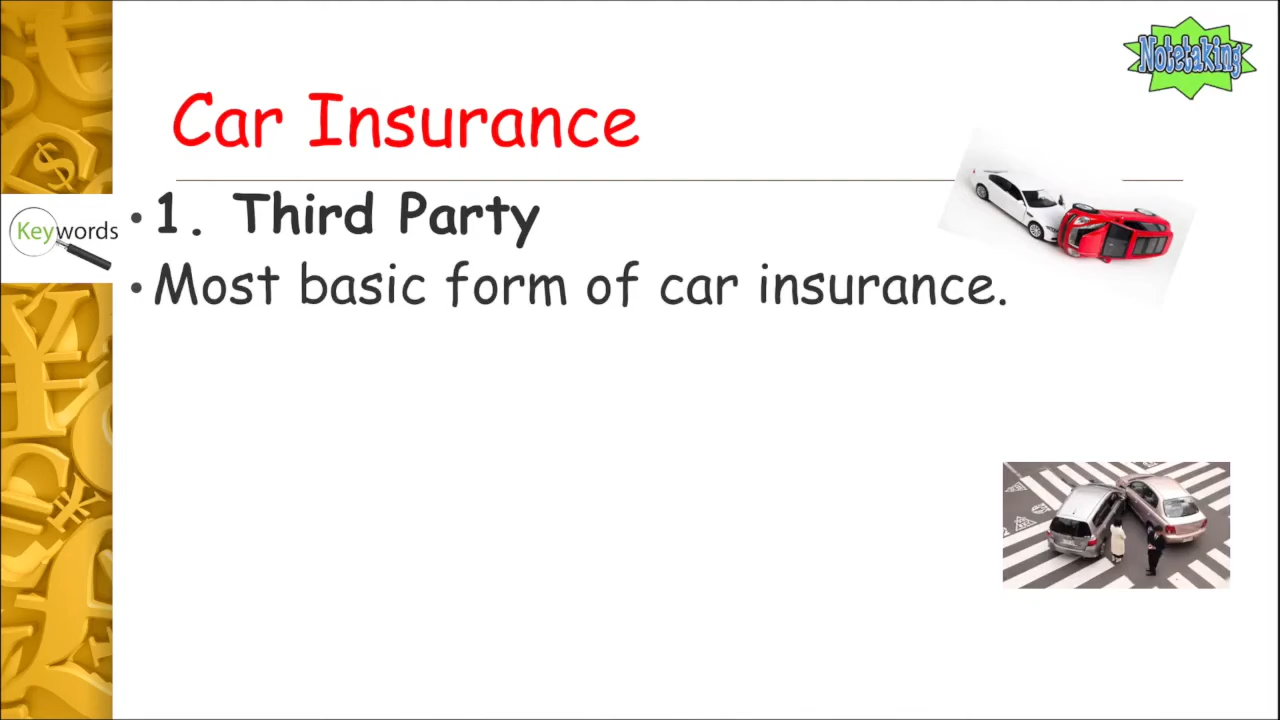 Notetaking
Car Insurance
Keywords
• 1. Third Party
• Most basic form of car insurance.